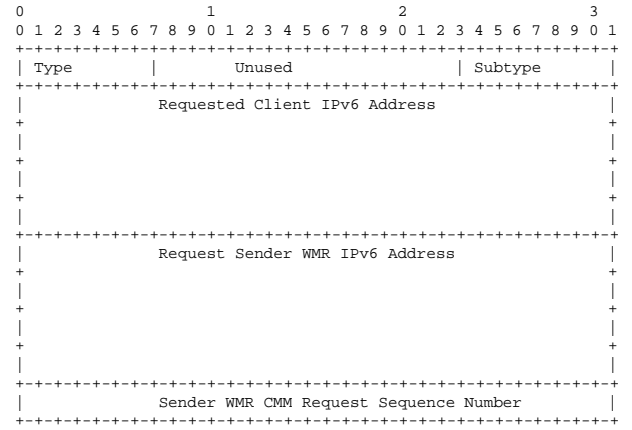 0                   1                   2                   3
0 1 2 3 4 5 6 7 8 9 0 1 2 3 4 5 6 7 8 9 0 1 2 3 4 5 6 7 8 9 0 1
+-+-+-+-+-+-+-+-+-+-+-+-+-+-+-+-+-+-+-+-+-+-+-+-+-+-+-+-+-+-+-+-+
| Type        |        Unused                 | Subtype       |
+-+-+-+-+-+-+-+-+-+-+-+-+-+-+-+-+-+-+-+-+-+-+-+-+-+-+-+-+-+-+-+-+
|              Requested Client IPv6 Address                  |
+                                                             +
|                                                             |
+                                                             +
|                                                             |
+                                                             +
|                                                             |
+-+-+-+-+-+-+-+-+-+-+-+-+-+-+-+-+-+-+-+-+-+-+-+-+-+-+-+-+-+-+-+-+
|              Request Sender WMR IPv6 Address                |
+                                                             +
|                                                             |
+                                                             +
|                                                             |
+                                                             +
|                                                             |
+-+-+-+-+-+-+-+-+-+-+-+-+-+-+-+-+-+-+-+-+-+-+-+-+-+-+-+-+-+-+-+-+
|              Sender WMR CMM Request Sequence Number         |
+-+-+-+-+-+-+-+-+-+-+-+-+-+-+-+-+-+-+-+-+-+-+-+-+-+-+-+-+-+-+-+-+